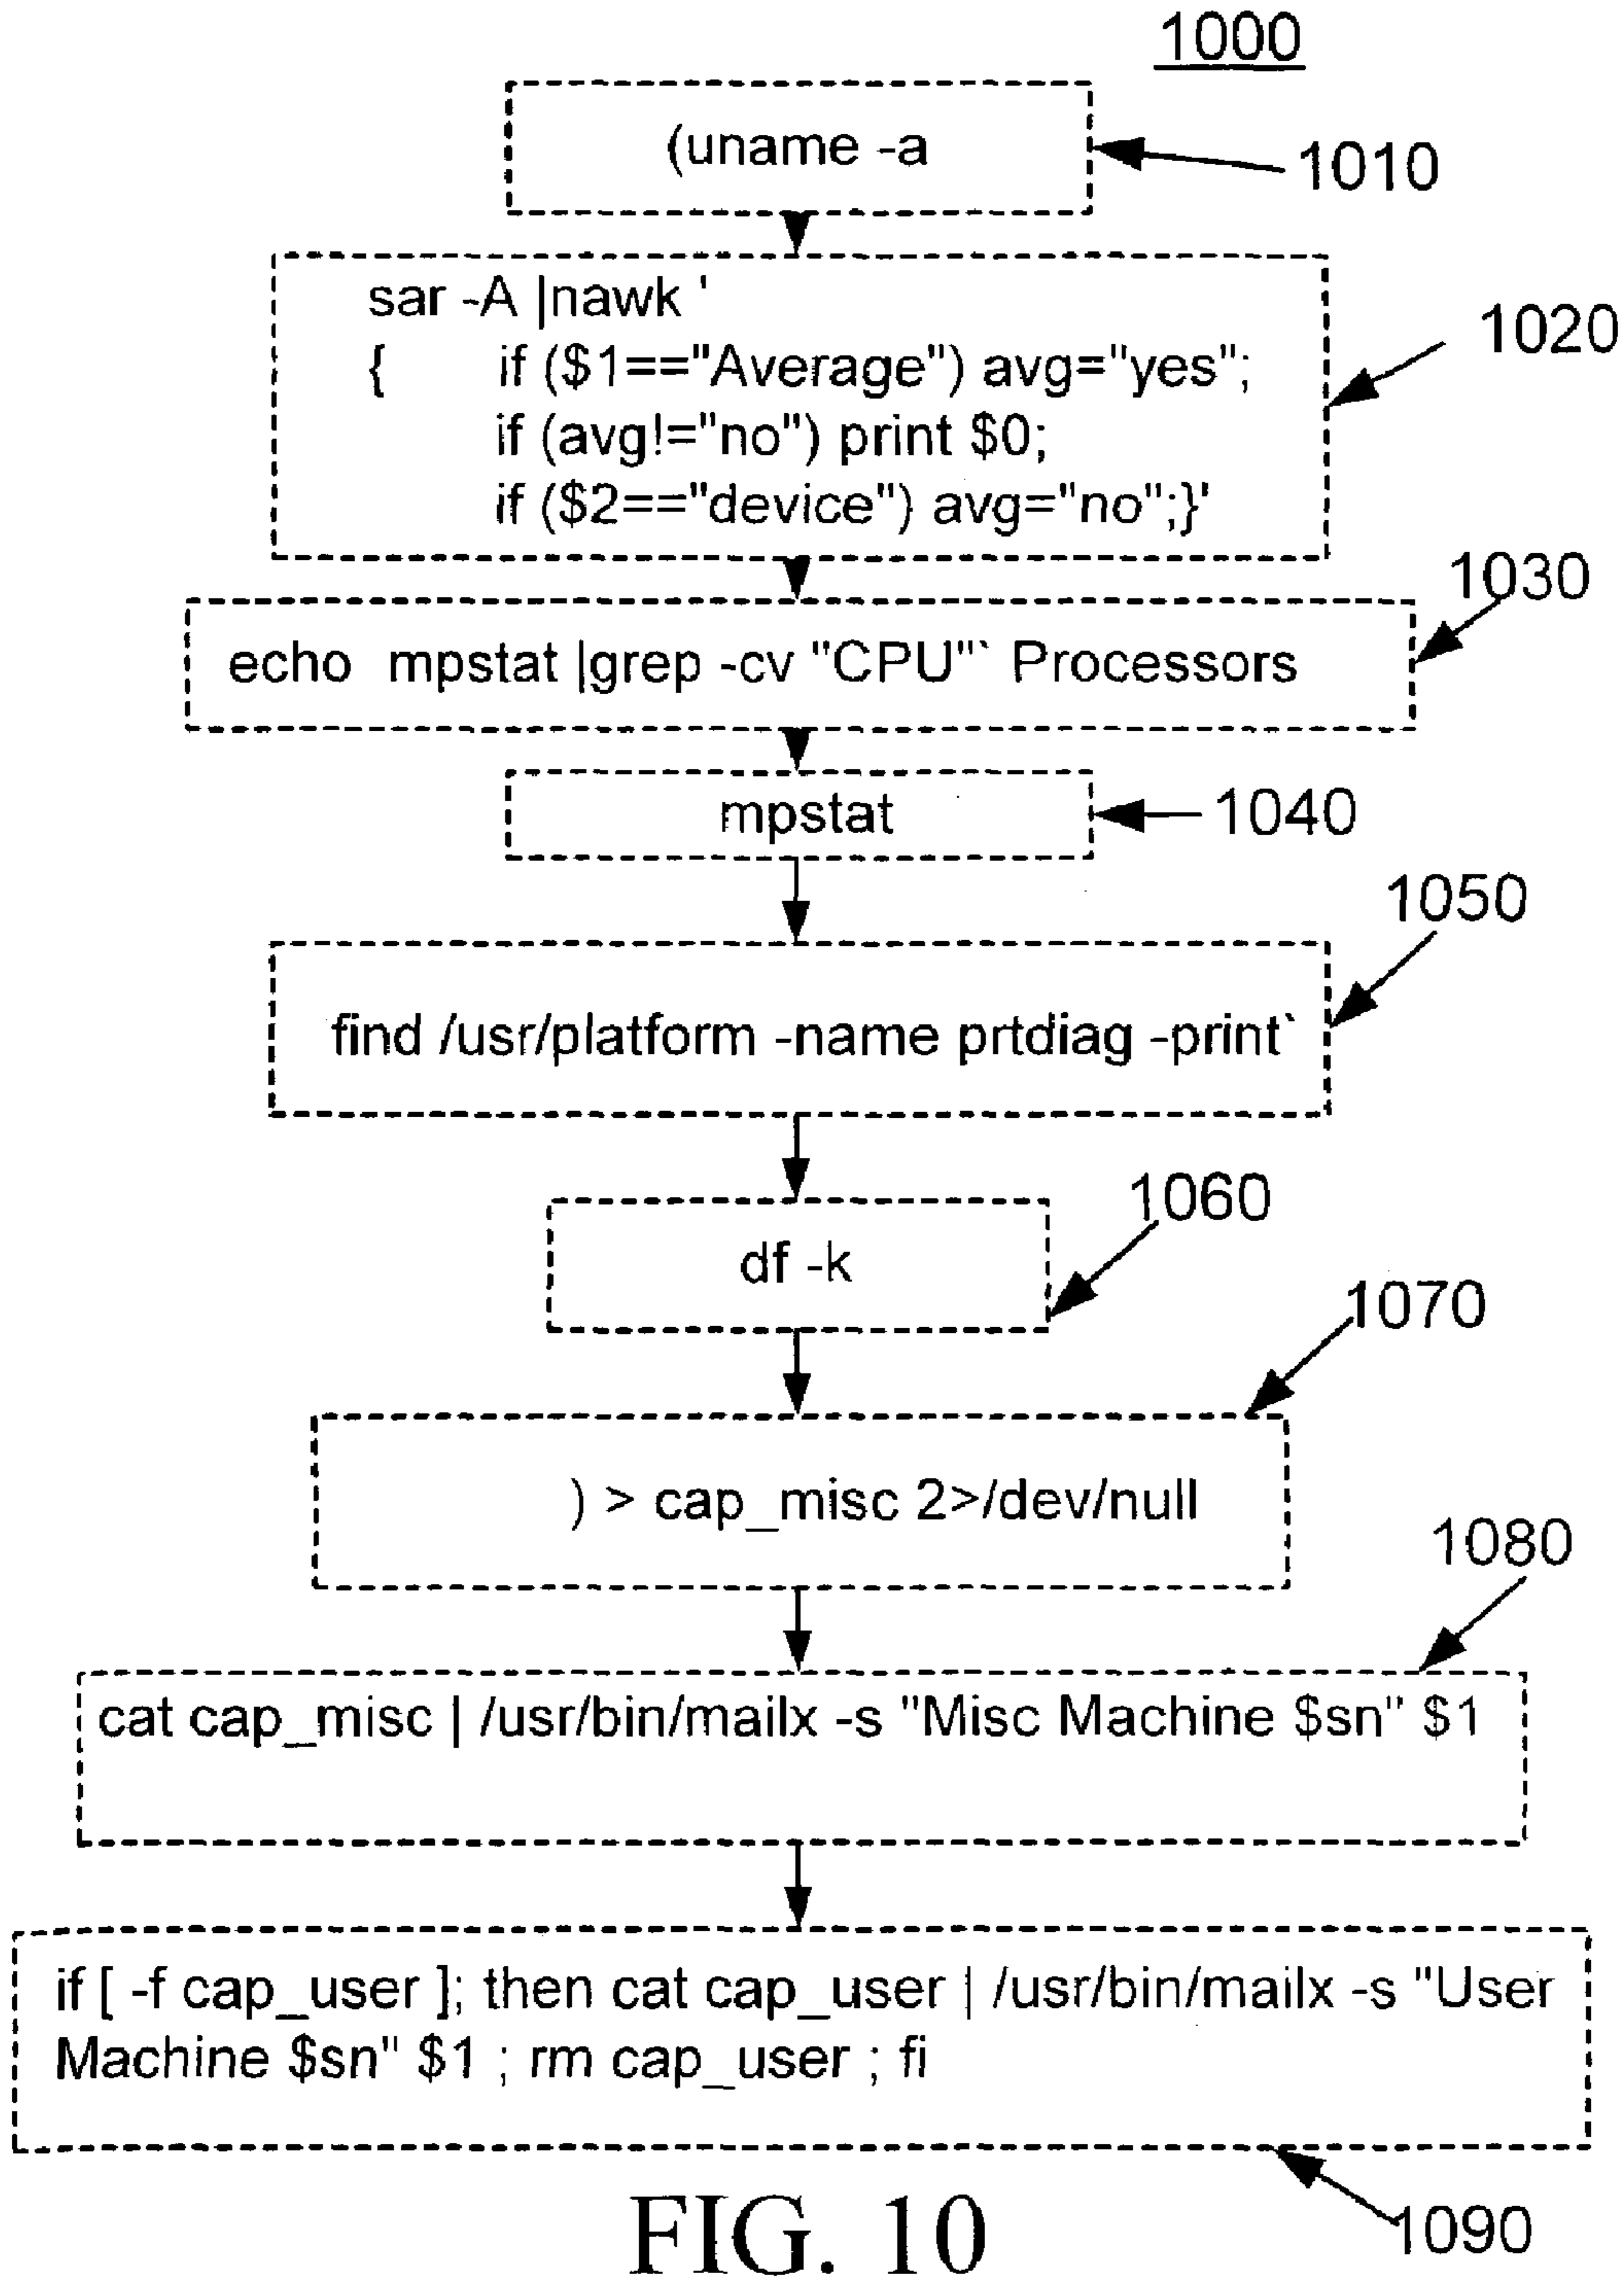 1000
(uname -a
1010
sar -A |nawk '
{ if ($1=="Average") avg="yes";
if (avg!="no") print $0;
if ($2=="device") avg="no";}'
1020
echo mpstat |grep -cv "CPU"` Processors
1030
mpstat
1040
find /usr/platform -name prtdiag -print`
1050
df -k
1060
) > cap_misc 2>/dev/null
1070
cat cap_misc | /usr/bin/mailx -s "Misc Machine $sn" $1
1080
if [ -f cap_user ]; then cat cap_user | /usr/bin/mailx -s "User
Machine $sn" $1 ; rm cap_user ; fi
1090
FIG. 10